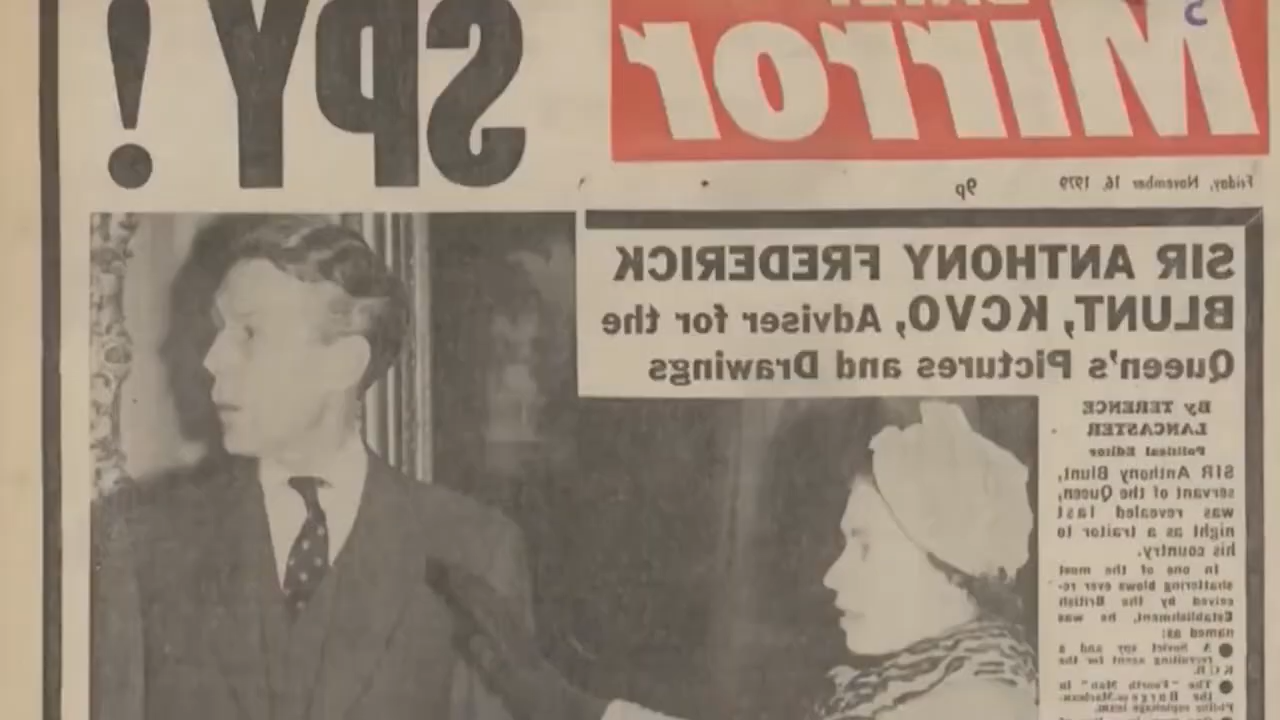 Mirror
SPY!
Friday, November 16, 1979
9p
SIR ANTHONY FREDERICK
BLUNT, KCVO, Adviser for the
Queen's Pictures and Drawings
By TERENCE
LANCASTER
Political Editor
SIR Anthony Blunt,
servant of the Queen,
was revealed last
night as a traitor to
his country.
In one of the most
shattering blows ever re-
ceived by the British
Establishment, he was
named as:
● A Soviet spy and a
recruiting agent for the
KGB.
● The "Fourth Man" in
the Burgess-Maclean-
Philby espionage team.